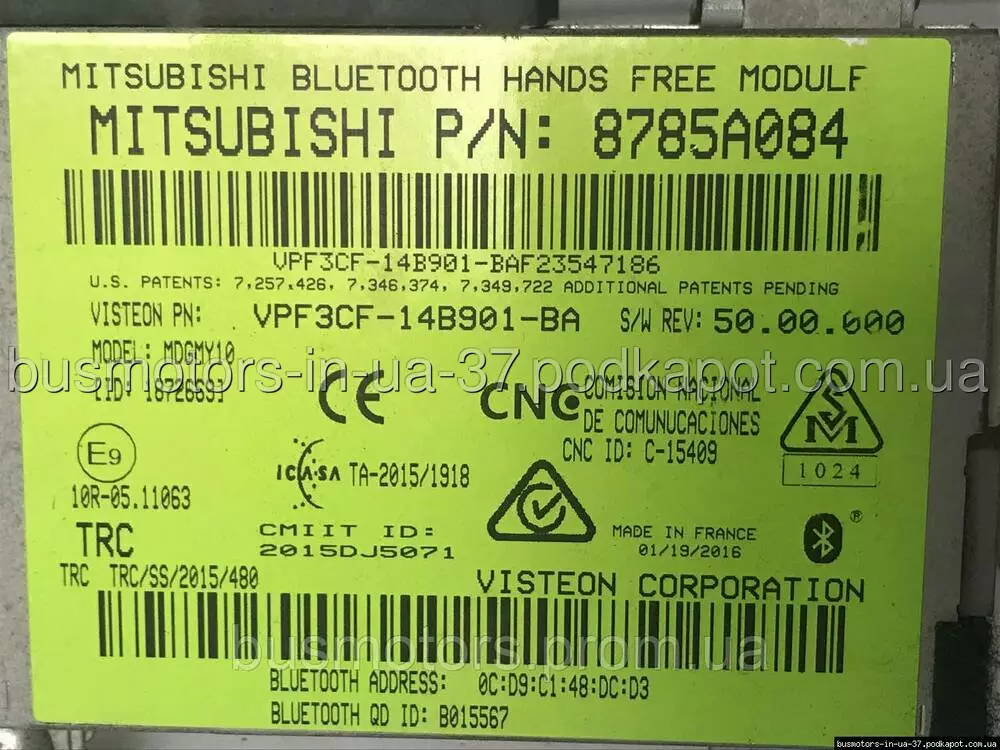 MITSUBISHI BLUETOOTH HANDS FREE MODULE
MITSUBISHI P/N: 8785A084
VPF3CF-14B901-BAF23547186
U.S. PATENTS: 7,257,426, 7,346,374, 7,349,722 ADDITIONAL PATENTS PENDING
VISTEON PN: VPF3CF-14B901-BA S/W REV: 50.00.600
MODEL: MDGMY10
busmotors-in-ua-37.podkapot.com.ua
CE
CNC COMISION NACIONAL
DE COMUNUCACIONES
CNC ID: C-15409
SM
1024
E9
10R-05.11063
ICASA TA-2015/1918
TRC
TRC TRC/SS/2015/480
CMIIT ID:
2015DJ5071
MADE IN FRANCE
01/19/2016
®
VISTEON CORPORATION
busmotors.prom.ua
BLUETOOTH ADDRESS: 0C:D9:C1:48:DC:D3
BLUETOOTH QD ID: B015567
busmotors-in-ua-37.podkapot.com.ua